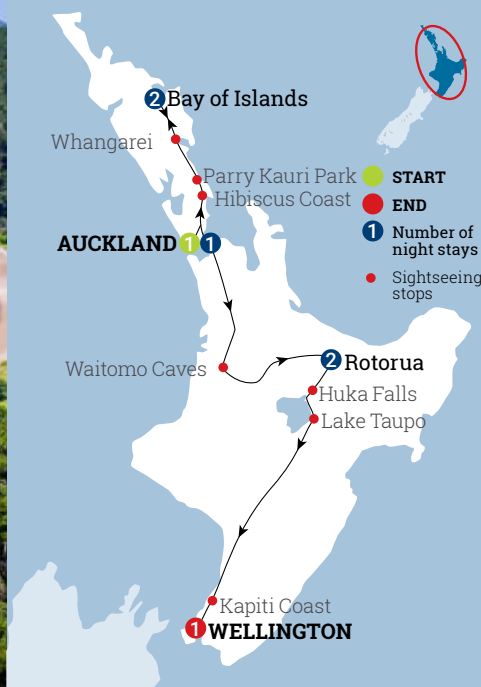 2 Bay of Islands
Whangarei
Parry Kauri Park
Hibiscus Coast
START
END
1 Number of
night stays
Sightseeing
stops
AUCKLAND 1 1
Waitomo Caves
2 Rotorua
Huka Falls
Lake Taupo
Kapiti Coast
1 WELLINGTON